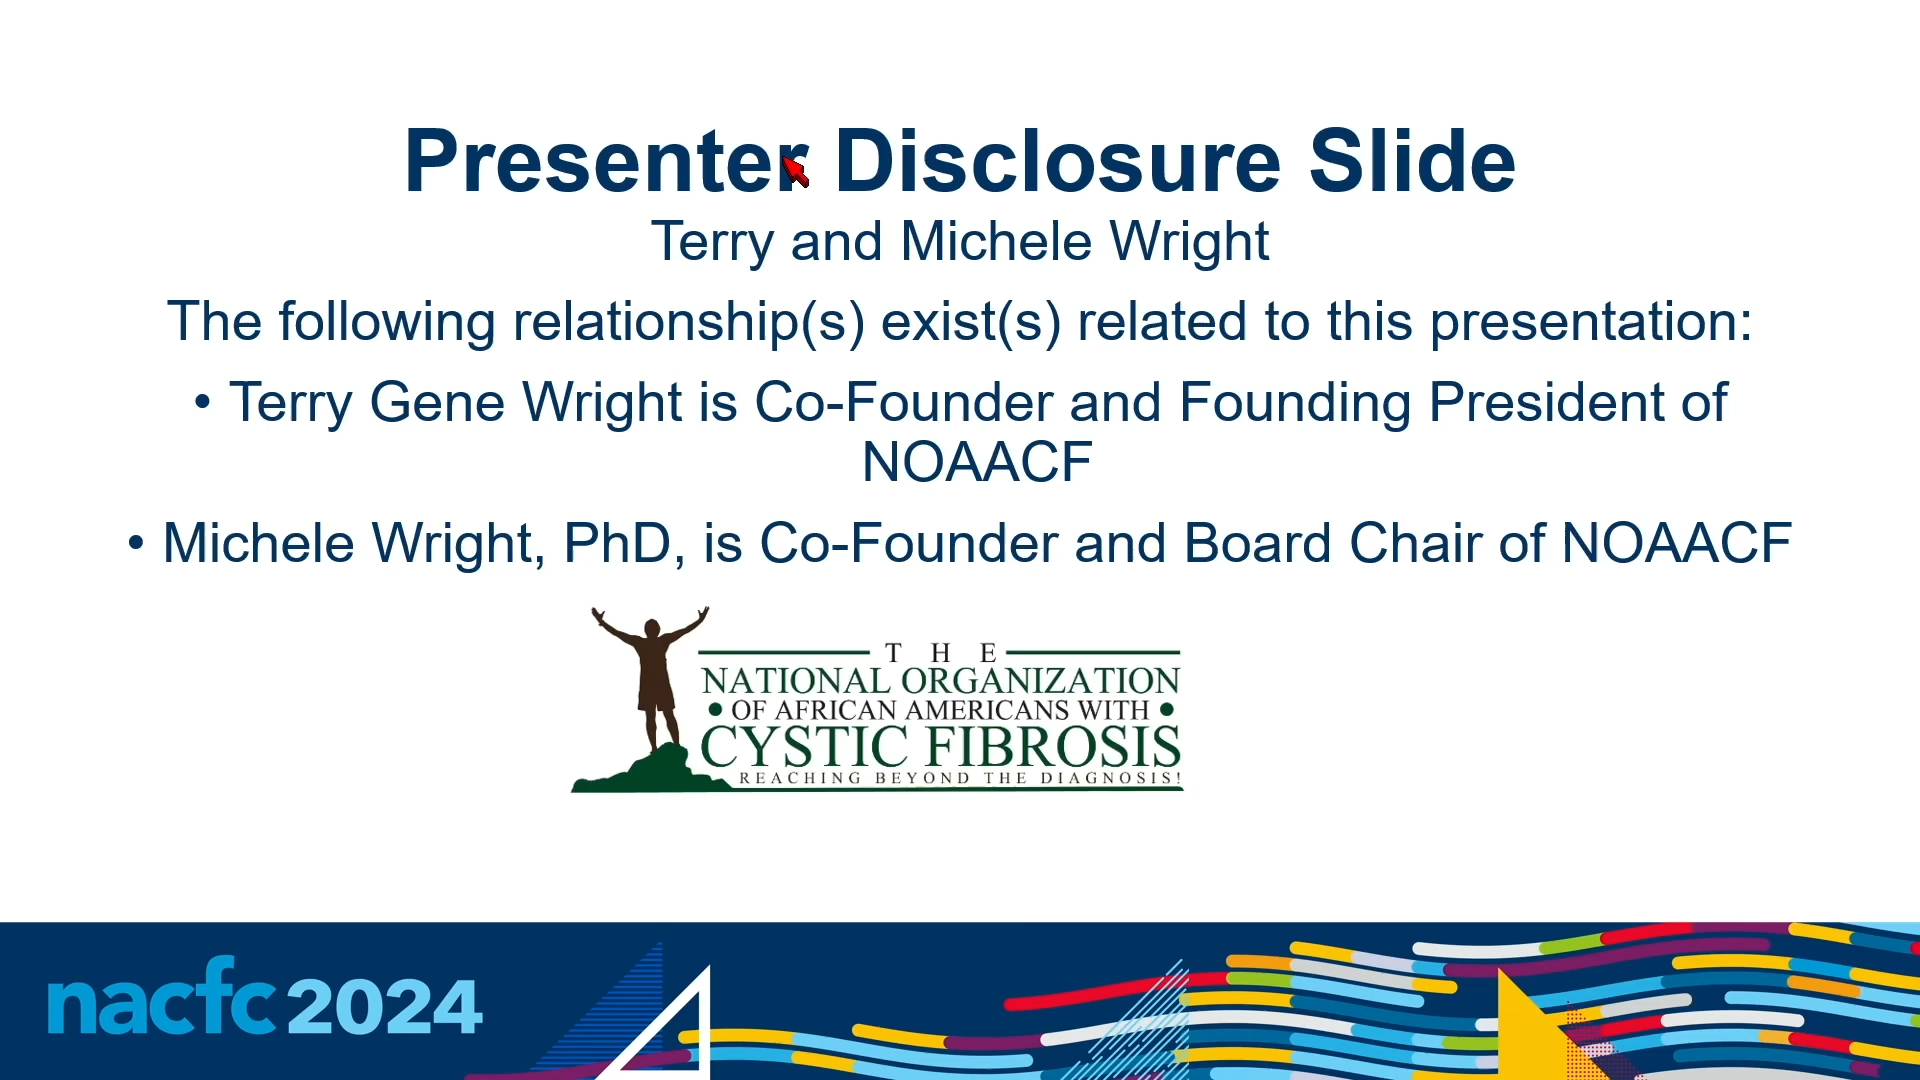 Presenter Disclosure Slide
Terry and Michele Wright
The following relationship(s) exist(s) related to this presentation:
• Terry Gene Wright is Co-Founder and Founding President of
NOAACF
• Michele Wright, PhD, is Co-Founder and Board Chair of NOAACF
THE
NATIONAL ORGANIZATION
• OF AFRICAN AMERICANS WITH •
CYSTIC FIBROSIS
REACHING BEYOND THE DIAGNOSIS!
nacfc 2024